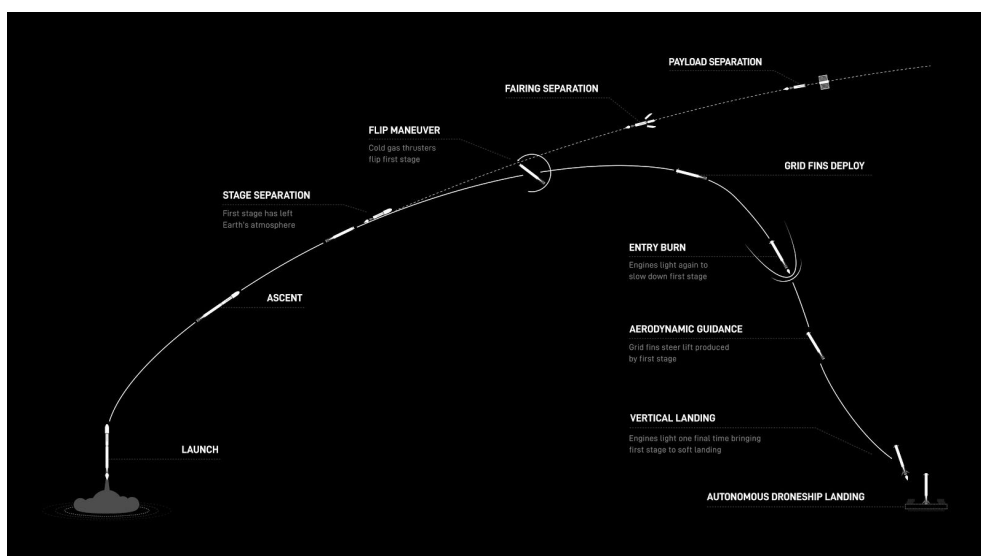 PAYLOAD SEPARATION
FAIRING SEPARATION
FLIP MANEUVER
Cold gas thrusters
flip first stage
GRID FINS DEPLOY
STAGE SEPARATION
First stage has left
Earth's atmosphere
ENTRY BURN
Engines light again to
slow down first stage
ASCENT
AERODYNAMIC GUIDANCE
Grid fins steer lift produced
by first stage
VERTICAL LANDING
Engines light one final time bringing
first stage to soft landing
LAUNCH
AUTONOMOUS DRONESHIP LANDING